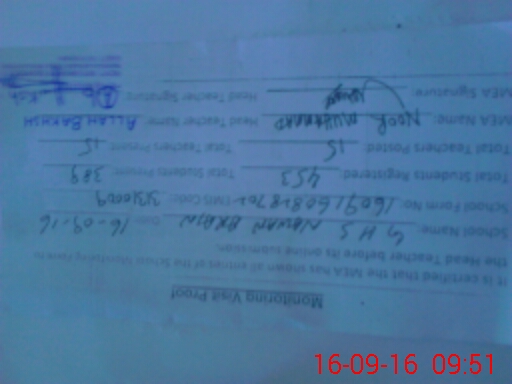 Monitoring Visit Proof
It is certified that the MEA has shown all entries of the School Monitoring Form to
the Head Teacher before its online submission.
School Name: GHS NAWAN BRAIN Date: 16-09-16
School Form No: EMIS Code:
Total Students Registered: 453 Total Students Present: 389
Total Teachers Posted: 15 Total Teachers Present: 15
MEA Name: NOOR MUHAMMAD Head Teacher Name: ALLAH BAKHSH
MEA Signature: Head Teacher Signature:
16-09-16 09:51